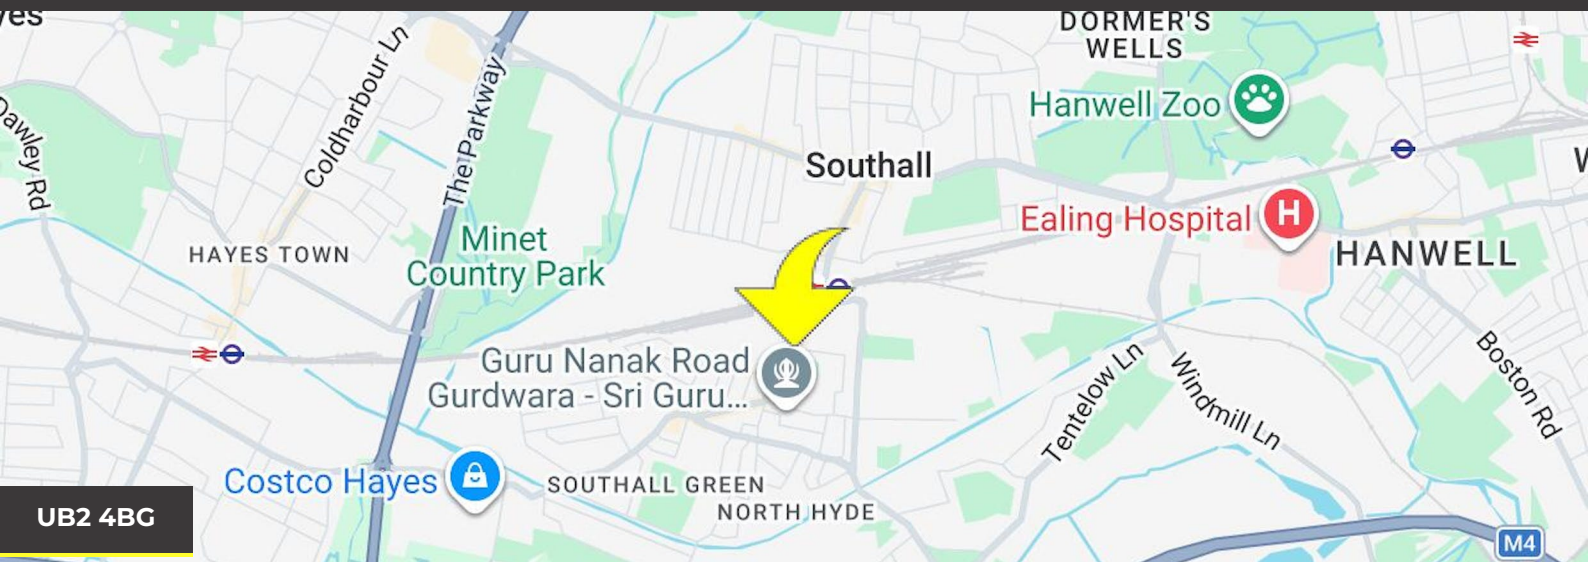 yes
Coldharbour Ln
The Parkway
DORMER'S
WELLS
Hanwell Zoo
Dawley Rd
Southall
Ealing Hospital
H
HANWELL
HAYES TOWN
Minet
Country Park
Guru Nanak Road
Gurdwara - Sri Guru...
Tentelow Ln
Windmill Ln
Boston Rd
Costco Hayes
SOUTHALL GREEN
NORTH HYDE
UB2 4BG
M4